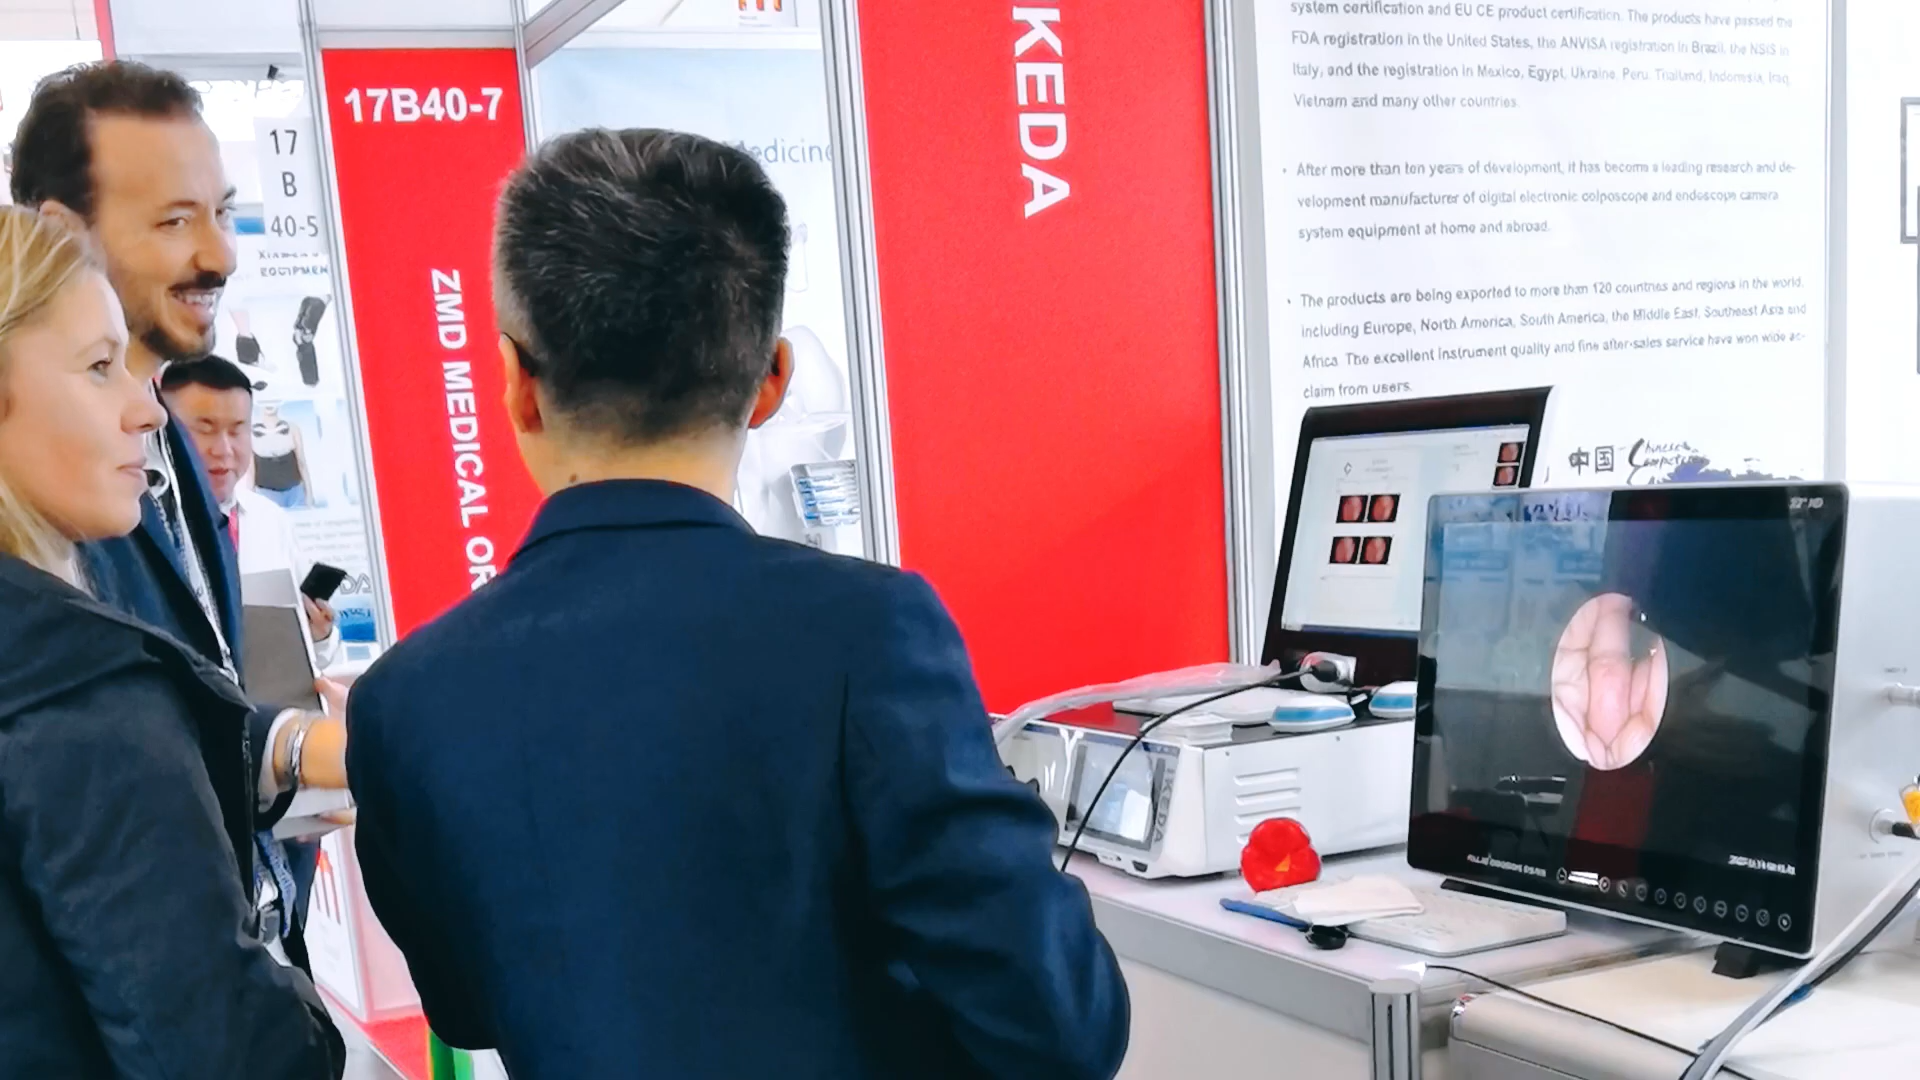 17B40-7
ZMD MEDICAL OR
17
B
40-5
EQUIPMEN
edicine
KEDA
system certification and EU CE product certification. The products have passed the
FDA registration in the United States, the ANVISA registration in Brazil, the NSIS in
Italy, and the registration in Mexico, Egypt, Ukraine, Peru, Thailand, Indonesia, Iraq,
Vietnam and many other countries.
· After more than ten years of development, it has become a leading research and de-
velopment manufacturer of digital electronic colposcope and endoscope camera
system equipment at home and abroad.
· The products are being exported to more than 120 countries and regions in the world,
including Europe, North America, South America, the Middle East, Southeast Asia and
Africa. The excellent instrument quality and fine after-sales service have won wide ac-
claim from users.
中国
IKEDA